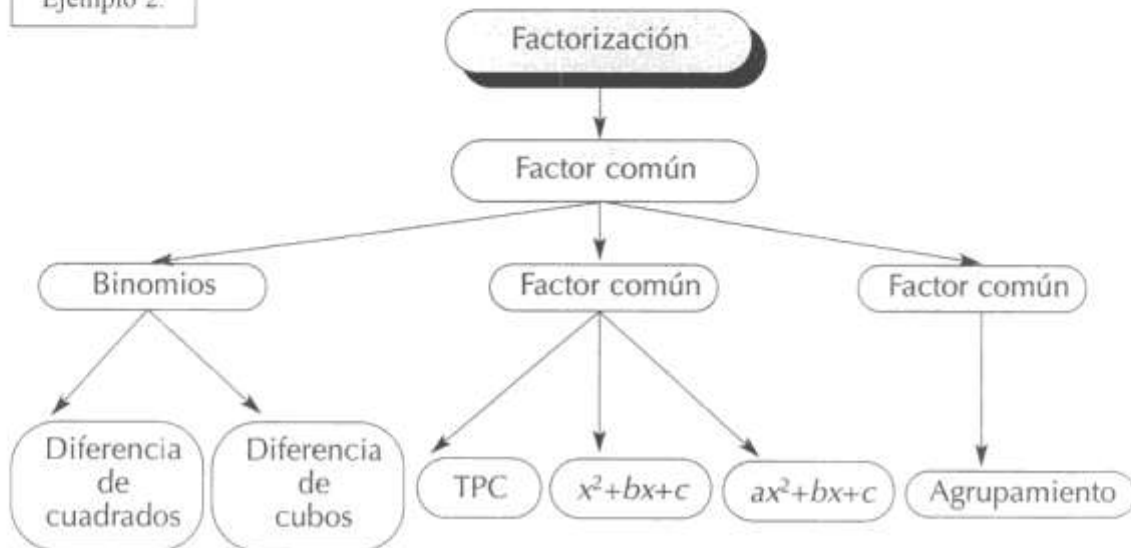 Ejemplo 2.
Factorización
Factor común
Binomios
Factor común
Factor común
Diferencia
de
cuadrados
Diferencia
de
cubos
TPC
x²+bx+c
ax²+bx+c
Agrupamiento